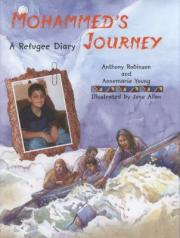 MOHAMMED'S
JOURNEY
A Refugee Diary
Anthony Robinson
and
Annemarie Young
Illustrated by June Allan